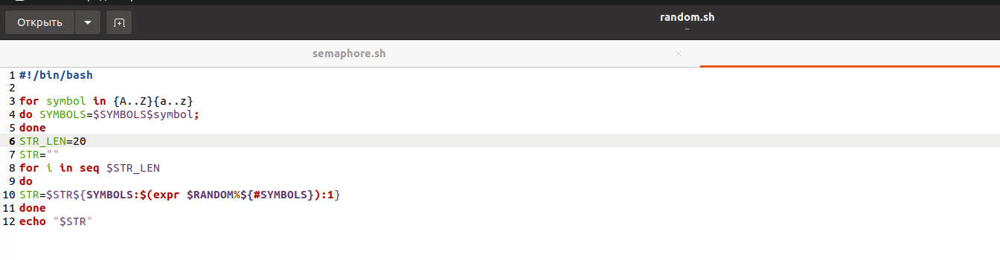 Открыть
random.sh
~
semaphore.sh
×
1 #!/bin/bash
2
3 for symbol in {A..Z}{a..z}
4 do SYMBOLS=$SYMBOLS$symbol;
5 done
6 STR_LEN=20
7 STR=""
8 for i in seq $STR_LEN
9 do
10 STR=$STR${SYMBOLS:$(expr $RANDOM%${#SYMBOLS}):1}
11 done
12 echo "$STR"